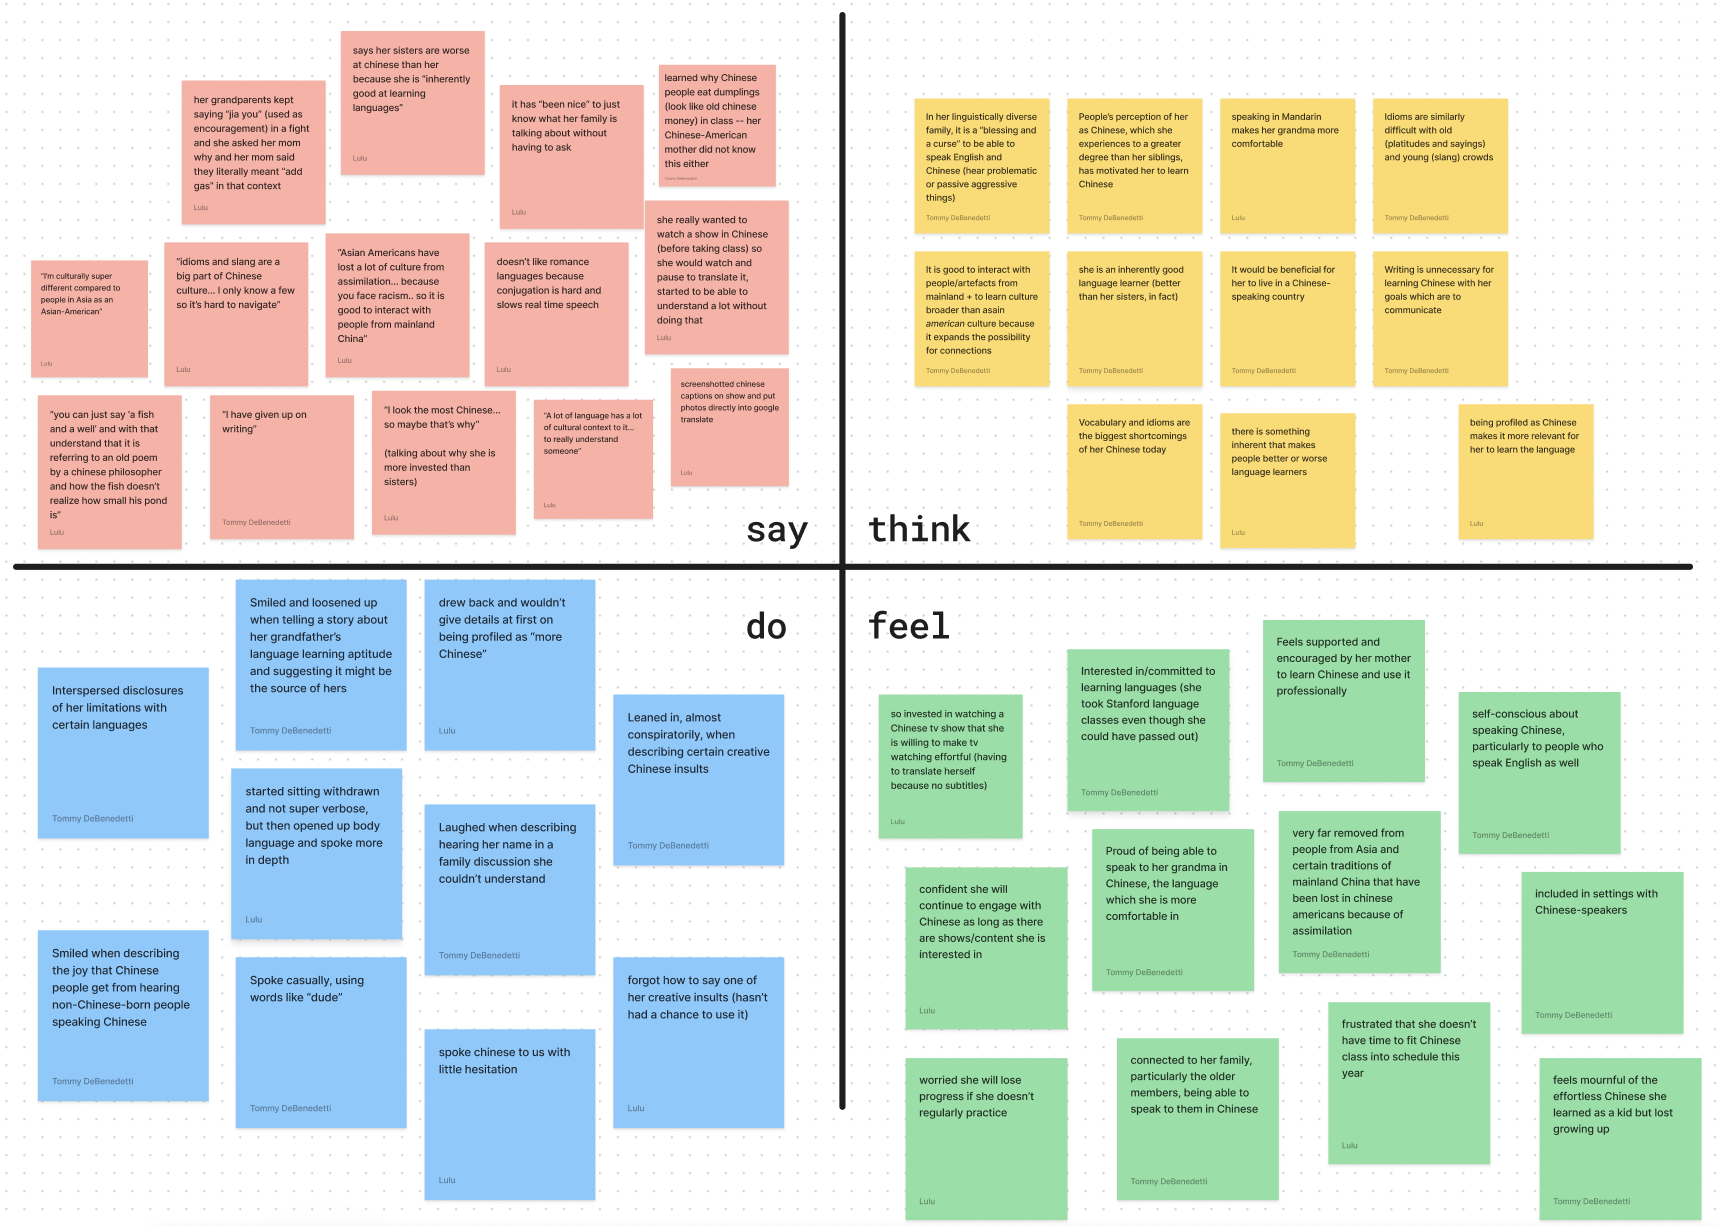 says her sisters are worse
at chinese than her
because she is “inherently
good at learning
languages”
Lulu
her grandparents kept
saying “jia you” (used as
encouragement) in a fight
and she asked her mom
why and her mom said
they literally meant “add
gas” in that context
Lulu
it has “been nice” to just
know what her family is
talking about without
having to ask
Lulu
learned why Chinese
people eat dumplings
(look like old chinese
money) in class -- her
Chinese-American
mother did not know
this either
Tommy DeBenedetti
“I'm culturally super
different compared to
people in Asia as an
Asian-American”
Lulu
“idioms and slang are a
big part of Chinese
culture... I only know a few
so it’s hard to navigate”
Lulu
“Asian Americans have
lost a lot of culture from
assimilation... because
you face racism.. so it is
good to interact with
people from mainland
China”
Lulu
doesn’t like romance
languages because
conjugation is hard and
slows real time speech
Lulu
she really wanted to
watch a show in Chinese
(before taking class) so
she would watch and
pause to translate it,
started to be able to
understand a lot without
doing that
Lulu
“you can just say ‘a fish
and a well’ and with that
understand that it is
referring to an old poem
by a chinese philosopher
and how the fish doesn’t
realize how small his pond
is”
Lulu
“I have given up on
writing”
Tommy DeBenedetti
“I look the most Chinese...
so maybe that’s why”
(talking about why she is
more invested than
sisters)
Lulu
“A lot of language has a lot
of cultural context to it...
to really understand
someone”
Lulu
screenshotted chinese
captions on show and put
photos directly into google
translate
Lulu
say
In her linguistically diverse
family, it is a “blessing and
a curse” to be able to
speak English and
Chinese (hear problematic
or passive aggressive
things)
Tommy DeBenedetti
People’s perception of her
as Chinese, which she
experiences to a greater
degree than her siblings,
has motivated her to learn
Chinese
Tommy DeBenedetti
speaking in Mandarin
makes her grandma more
comfortable
Lulu
Idioms are similarly
difficult with old
(platitudes and sayings)
and young (slang) crowds
Tommy DeBenedetti
It is good to interact with
people/artefacts from
mainland + to learn culture
broader than asain
american culture because
it expands the possibility
for connections
Tommy DeBenedetti
she is an inherently good
language learner (better
than her sisters, in fact)
Tommy DeBenedetti
It would be beneficial for
her to live in a Chinese-
speaking country
Tommy DeBenedetti
Writing is unnecessary for
learning Chinese with her
goals which are to
communicate
Tommy DeBenedetti
Vocabulary and idioms are
the biggest shortcomings
of her Chinese today
Tommy DeBenedetti
there is something
inherent that makes
people better or worse
language learners
Lulu
being profiled as Chinese
makes it more relevant for
her to learn the language
Lulu
think
do
Smiled and loosened up
when telling a story about
her grandfather’s
language learning aptitude
and suggesting it might be
the source of hers
Tommy DeBenedetti
drew back and wouldn’t
give details at first on
being profiled as “more
Chinese”
Lulu
Interspersed disclosures
of her limitations with
certain languages
Tommy DeBenedetti
Leaned in, almost
conspiratorily, when
describing certain creative
Chinese insults
Tommy DeBenedetti
started sitting withdrawn
and not super verbose,
but then opened up body
language and spoke more
in depth
Lulu
Laughed when describing
hearing her name in a
family discussion she
couldn’t understand
Tommy DeBenedetti
Smiled when describing
the joy that Chinese
people get from hearing
non-Chinese-born people
speaking Chinese
Tommy DeBenedetti
Spoke casually, using
words like “dude”
Tommy DeBenedetti
spoke chinese to us with
little hesitation
Lulu
forgot how to say one of
her creative insults (hasn’t
had a chance to use it)
Lulu
feel
so invested in watching a
Chinese tv show that she
is willing to make tv
watching effortful (having
to translate herself
because no subtitles)
Lulu
Interested in/committed to
learning languages (she
took Stanford language
classes even though she
could have passed out)
Tommy DeBenedetti
Feels supported and
encouraged by her mother
to learn Chinese and use it
professionally
Tommy DeBenedetti
self-conscious about
speaking Chinese,
particularly to people who
speak English as well
Tommy DeBenedetti
confident she will
continue to engage with
Chinese as long as there
are shows/content she is
interested in
Lulu
Proud of being able to
speak to her grandma in
Chinese, the language
which she is more
comfortable in
Tommy DeBenedetti
very far removed from
people from Asia and
certain traditions of
mainland China that have
been lost in chinese
americans because of
assimilation
Tommy DeBenedetti
included in settings with
Chinese-speakers
Tommy DeBenedetti
worried she will lose
progress if she doesn’t
regularly practice
Lulu
connected to her family,
particularly the older
members, being able to
speak to them in Chinese
Tommy DeBenedetti
frustrated that she doesn’t
have time to fit Chinese
class into schedule this
year
Lulu
feels mournful of the
effortless Chinese she
learned as a kid but lost
growing up
Tommy DeBenedetti